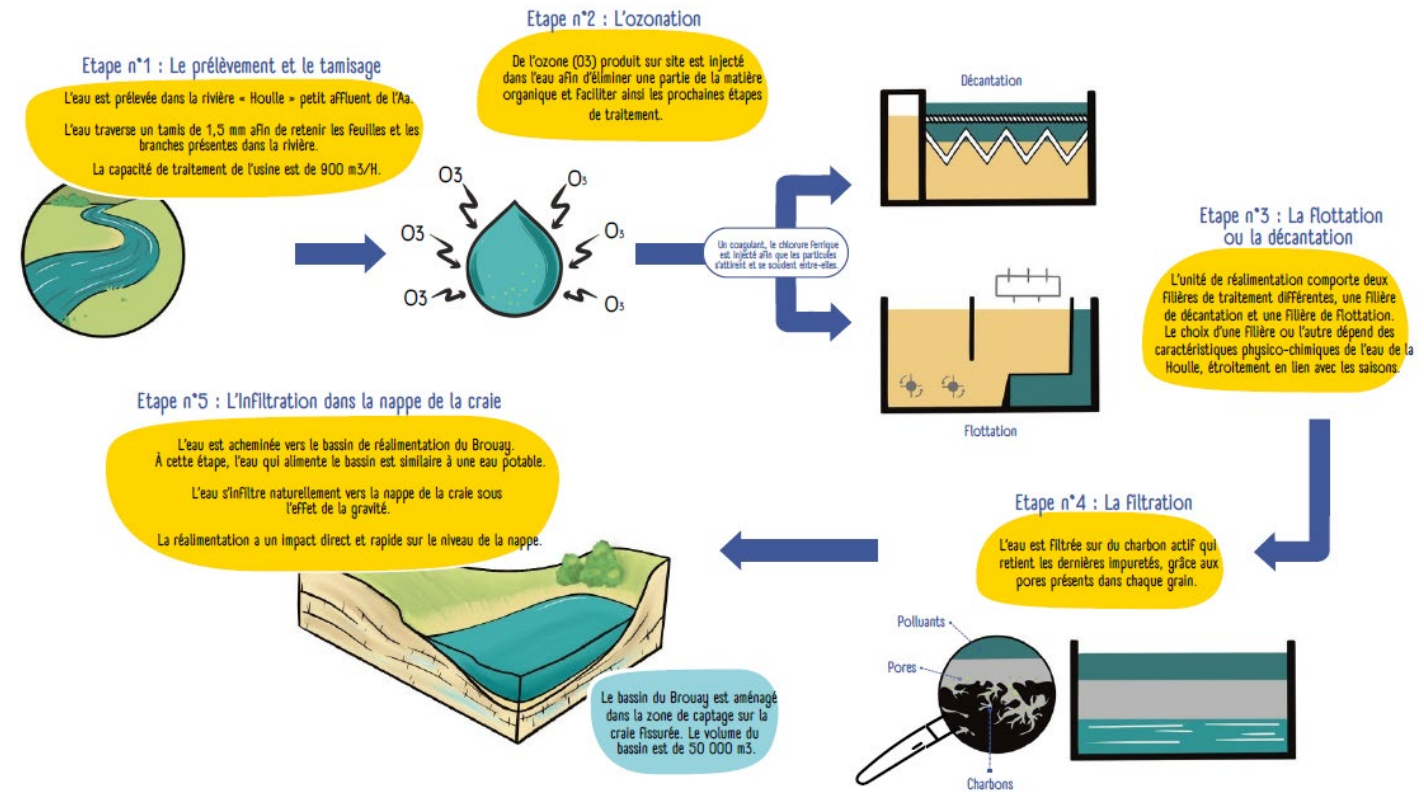 Etape n°1 : Le prélèvement et le tamisage
L'eau est prélevée dans la rivière « Houlle » petit affluent de l'Aa.
L'eau traverse un tamis de 1,5 mm afin de retenir les feuilles et les
branches présentes dans la rivière.
La capacité de traitement de l'usine est de 900 m3/H.
Etape n°2 : L'ozonation
De l'ozone (O3) produit sur site est injecté
dans l'eau afin d'éliminer une partie de la matière
organique et faciliter ainsi les prochaines étapes
de traitement.
O3
O3
O3
O3
O3
O3
Un coagulant, le chlorure ferrique
est injecté afin que les particules
s'attirent et se soudent entre-elles.
Décantation
Flottation
Etape n°3 : La flottation
ou la décantation
L'unité de réalimentation comporte deux
filières de traitement différentes, une filière
de décantation et une filière de flottation.
Le choix d'une filière ou l'autre dépend des
caractéristiques physico-chimiques de l'eau de la
Houlle, étroitement en lien avec les saisons.
Etape n°4 : La filtration
L'eau est filtrée sur du charbon actif qui
retient les dernières impuretés, grâce aux
pores présents dans chaque grain.
Polluants
Pores
Charbons
Etape n°5 : L'Infiltration dans la nappe de la craie
L'eau est acheminée vers le bassin de réalimentation du Brouay.
À cette étape, l'eau qui alimente le bassin est similaire à une eau potable.
L'eau s'infiltre naturellement vers la nappe de la craie sous
l'effet de la gravité.
La réalimentation a un impact direct et rapide sur le niveau de la nappe.
Le bassin du Brouay est aménagé
dans la zone de captage sur la
craie fissurée. Le volume du
bassin est de 50 000 m3.